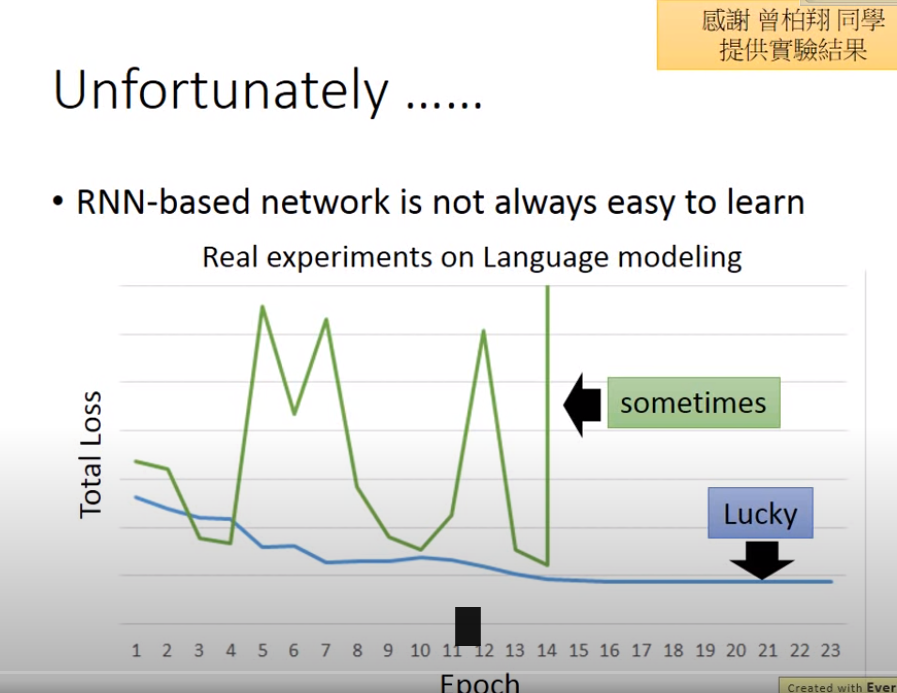 感謝 曾柏翔 同學
提供實驗結果
Unfortunately ……
• RNN-based network is not always easy to learn
Real experiments on Language modeling
Total Loss
sometimes
Lucky
1 2 3 4 5 6 7 8 9 10 11 12 13 14 15 16 17 18 19 20 21 22 23
Epoch
Created with Ever